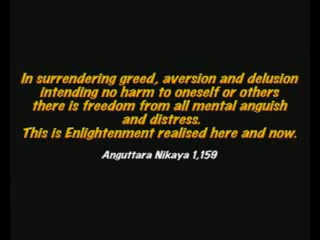 In surrendering greed, aversion and delusion
intending no harm to oneself or others
there is freedom from all mental anguish
and distress.
This is Enlightenment realised here and now.
Anguttara Nikaya 1,159